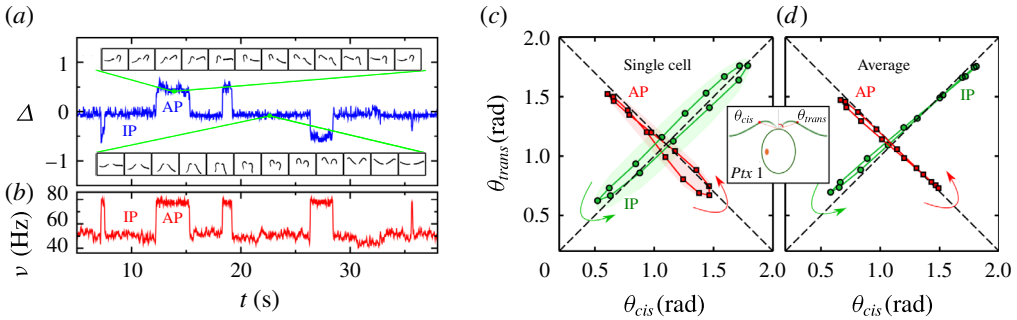 (a)
1
0
−1
Δ
IP
AP
(b)
80
60
40
ν (Hz)
IP
AP
10
20
30
t (s)
(c)
2.0
1.5
1.0
0.5
0
θtrans (rad)
Single cell
AP
IP
θcis
θtrans
Ptx 1
0.5
1.0
1.5
2.0
θcis (rad)
(d)
Average
AP
IP
0.5
1.0
1.5
2.0
θcis (rad)